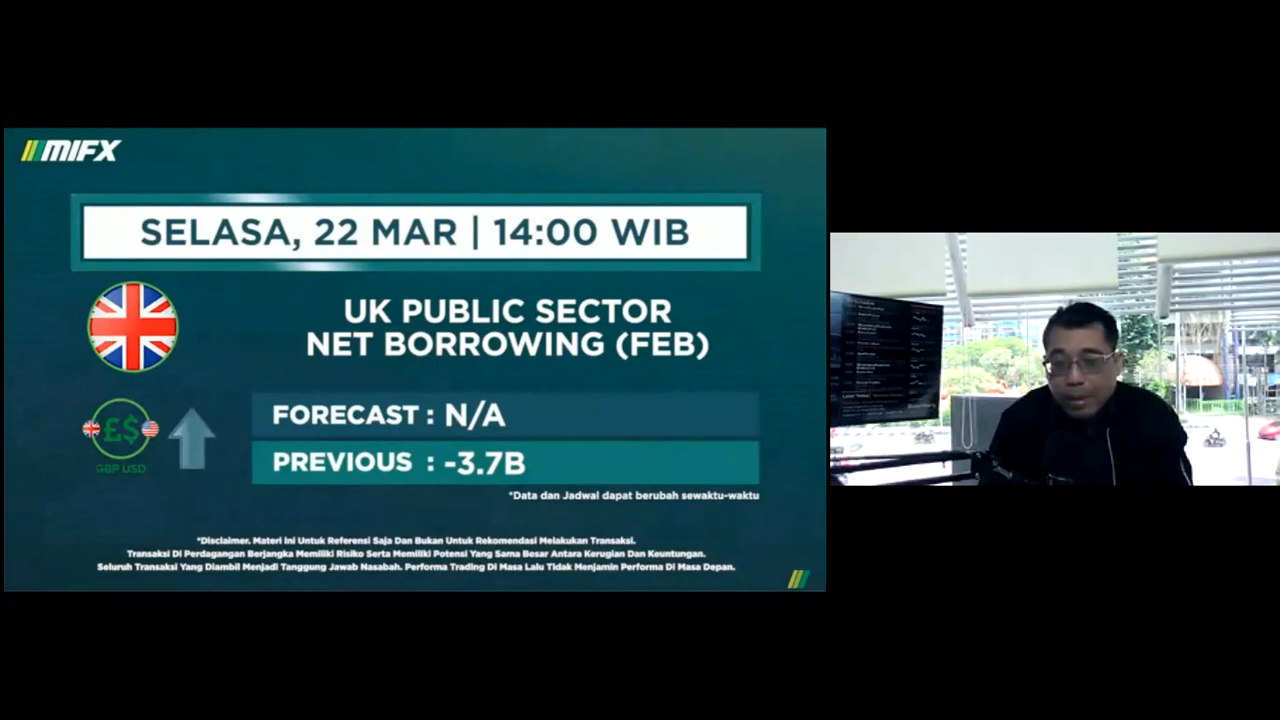 MIFX
SELASA, 22 MAR | 14:00 WIB
UK PUBLIC SECTOR
NET BORROWING (FEB)
£$
GBP USD
FORECAST : N/A
PREVIOUS : -3.7B
*Data dan Jadwal dapat berubah sewaktu-waktu
*Disclaimer. Materi Ini Untuk Referensi Saja Dan Bukan Untuk Rekomendasi Melakukan Transaksi.
Transaksi Di Perdagangan Berjangka Memiliki Risiko Serta Memiliki Potensi Yang Sama Besar Antara Kerugian Dan Keuntungan.
Seluruh Transaksi Yang Diambil Menjadi Tanggung Jawab Nasabah. Performa Trading Di Masa Lalu Tidak Menjamin Performa Di Masa Depan.